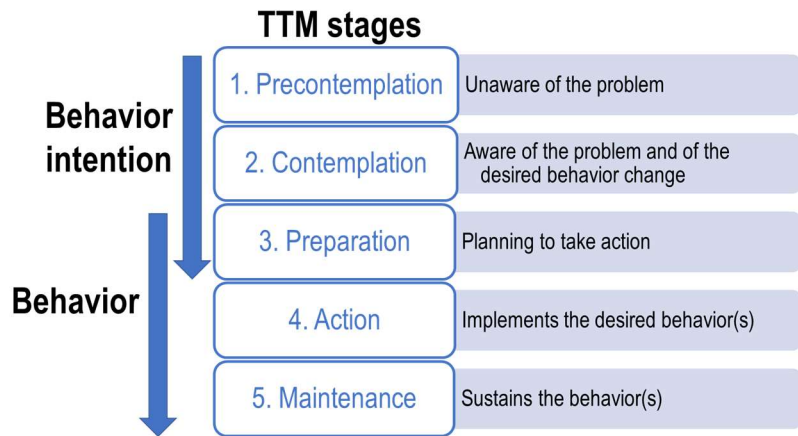 TTM stages
Behavior
intention
Behavior
1. Precontemplation
Unaware of the problem
2. Contemplation
Aware of the problem and of the
desired behavior change
3. Preparation
Planning to take action
4. Action
Implements the desired behavior(s)
5. Maintenance
Sustains the behavior(s)